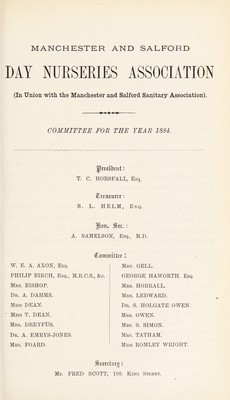 MANCHESTER AND SALFORD
DAY NURSERIES ASSOCIATION
(In Union with the Manchester and Salford Sanitary Association).
COMMITTEE FOR THE YEAR 1884.
President:
T. C. HORSFALL, Esq.
Treasurer:
S. L. HELM, Esq.
Hon. Sec.:
A. SAMELSON, Esq., M.D.
Committee:
W. E. A. AXON, Esq.
PHILIP BIRCH, Esq., M.R.C.S., &c.
Mrs. BISHOP.
Dr. A. DAHMS.
Miss DEAN.
Miss T. DEAN.
Mrs. DREYFÜS.
Dr. A. EMRYS-JONES.
Mrs. FOARD.
Mrs. GELL.
GEORGE HAWORTH, Esq.
Mrs. HORRALL.
Mrs. LEDWARD.
Dr. S. HOLGATE OWEN.
Mrs. OWEN.
Mrs. S. SIMON.
Mrs. TATHAM.
Miss ROMLEY WRIGHT.
Secretary:
Mr. FRED SCOTT, 103, King Street.